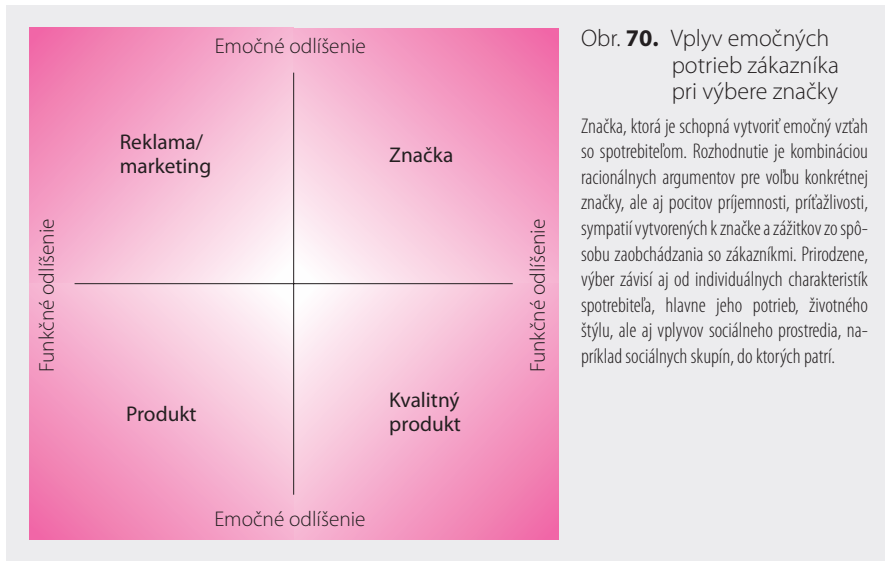 Emočné odlíšenie
Reklama/
marketing
Značka
Funkčné odlíšenie
Funkčné odlíšenie
Produkt
Kvalitný
produkt
Emočné odlíšenie
Obr. 70. Vplyv emočných
potrieb zákazníka
pri výbere značky
Značka, ktorá je schopná vytvoriť emočný vzťah
so spotrebiteľom. Rozhodnutie je kombináciou
racionálnych argumentov pre voľbu konkrétnej
značky, ale aj pocitov príjemnosti, príťažlivosti,
sympatií vytvorených k značke a zážitkov zo spô-
sobu zaobchádzania so zákazníkmi. Prirodzene,
výber závisí aj od individuálnych charakteristík
spotrebiteľa, hlavne jeho potrieb, životného
štýlu, ale aj vplyvov sociálneho prostredia, na-
príklad sociálnych skupín, do ktorých patrí.